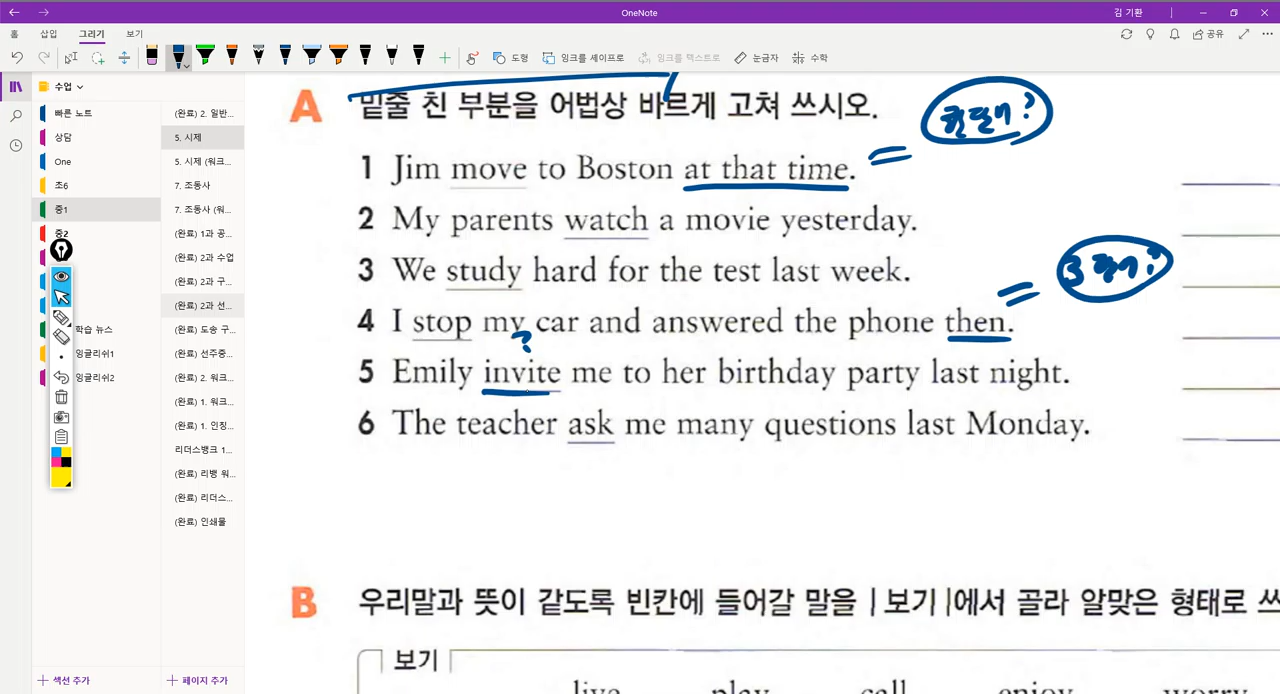 OneNote
김 기환
홈 삽입 그리기 보기
공유
도형 잉크를 셰이프로 잉크를 텍스트로 눈금자 수학
수업
빠른 노트
상담
One
초6
중1
중2
학습 뉴스
잉글리쉬1
잉글리쉬2
섹션 추가
(완료) 2. 일반...
5. 시제
5. 시제 (워크...
7. 조동사
7. 조동사 (워...
(완료) 1과 공...
(완료) 2과 수업
(완료) 2과 구...
(완료) 2과 선...
(완료) 도송 구...
(완료) 선주중...
(완료) 2. 워크...
(완료) 1. 워크...
(완료) 1. 인칭...
리더스뱅크 1...
(완료) 리뱅 워...
(완료) 리더스...
(완료) 인쇄물
페이지 추가
A 밑줄 친 부분을 어법상 바르게 고쳐 쓰시오.
1 Jim move to Boston at that time.
2 My parents watch a movie yesterday.
3 We study hard for the test last week.
4 I stop my car and answered the phone then.
?
5 Emily invite me to her birthday party last night.
6 The teacher ask me many questions last Monday.
B 우리말과 뜻이 같도록 빈칸에 들어갈 말을 |보기|에서 골라 알맞은 형태로
보기
live play call enjoy worry